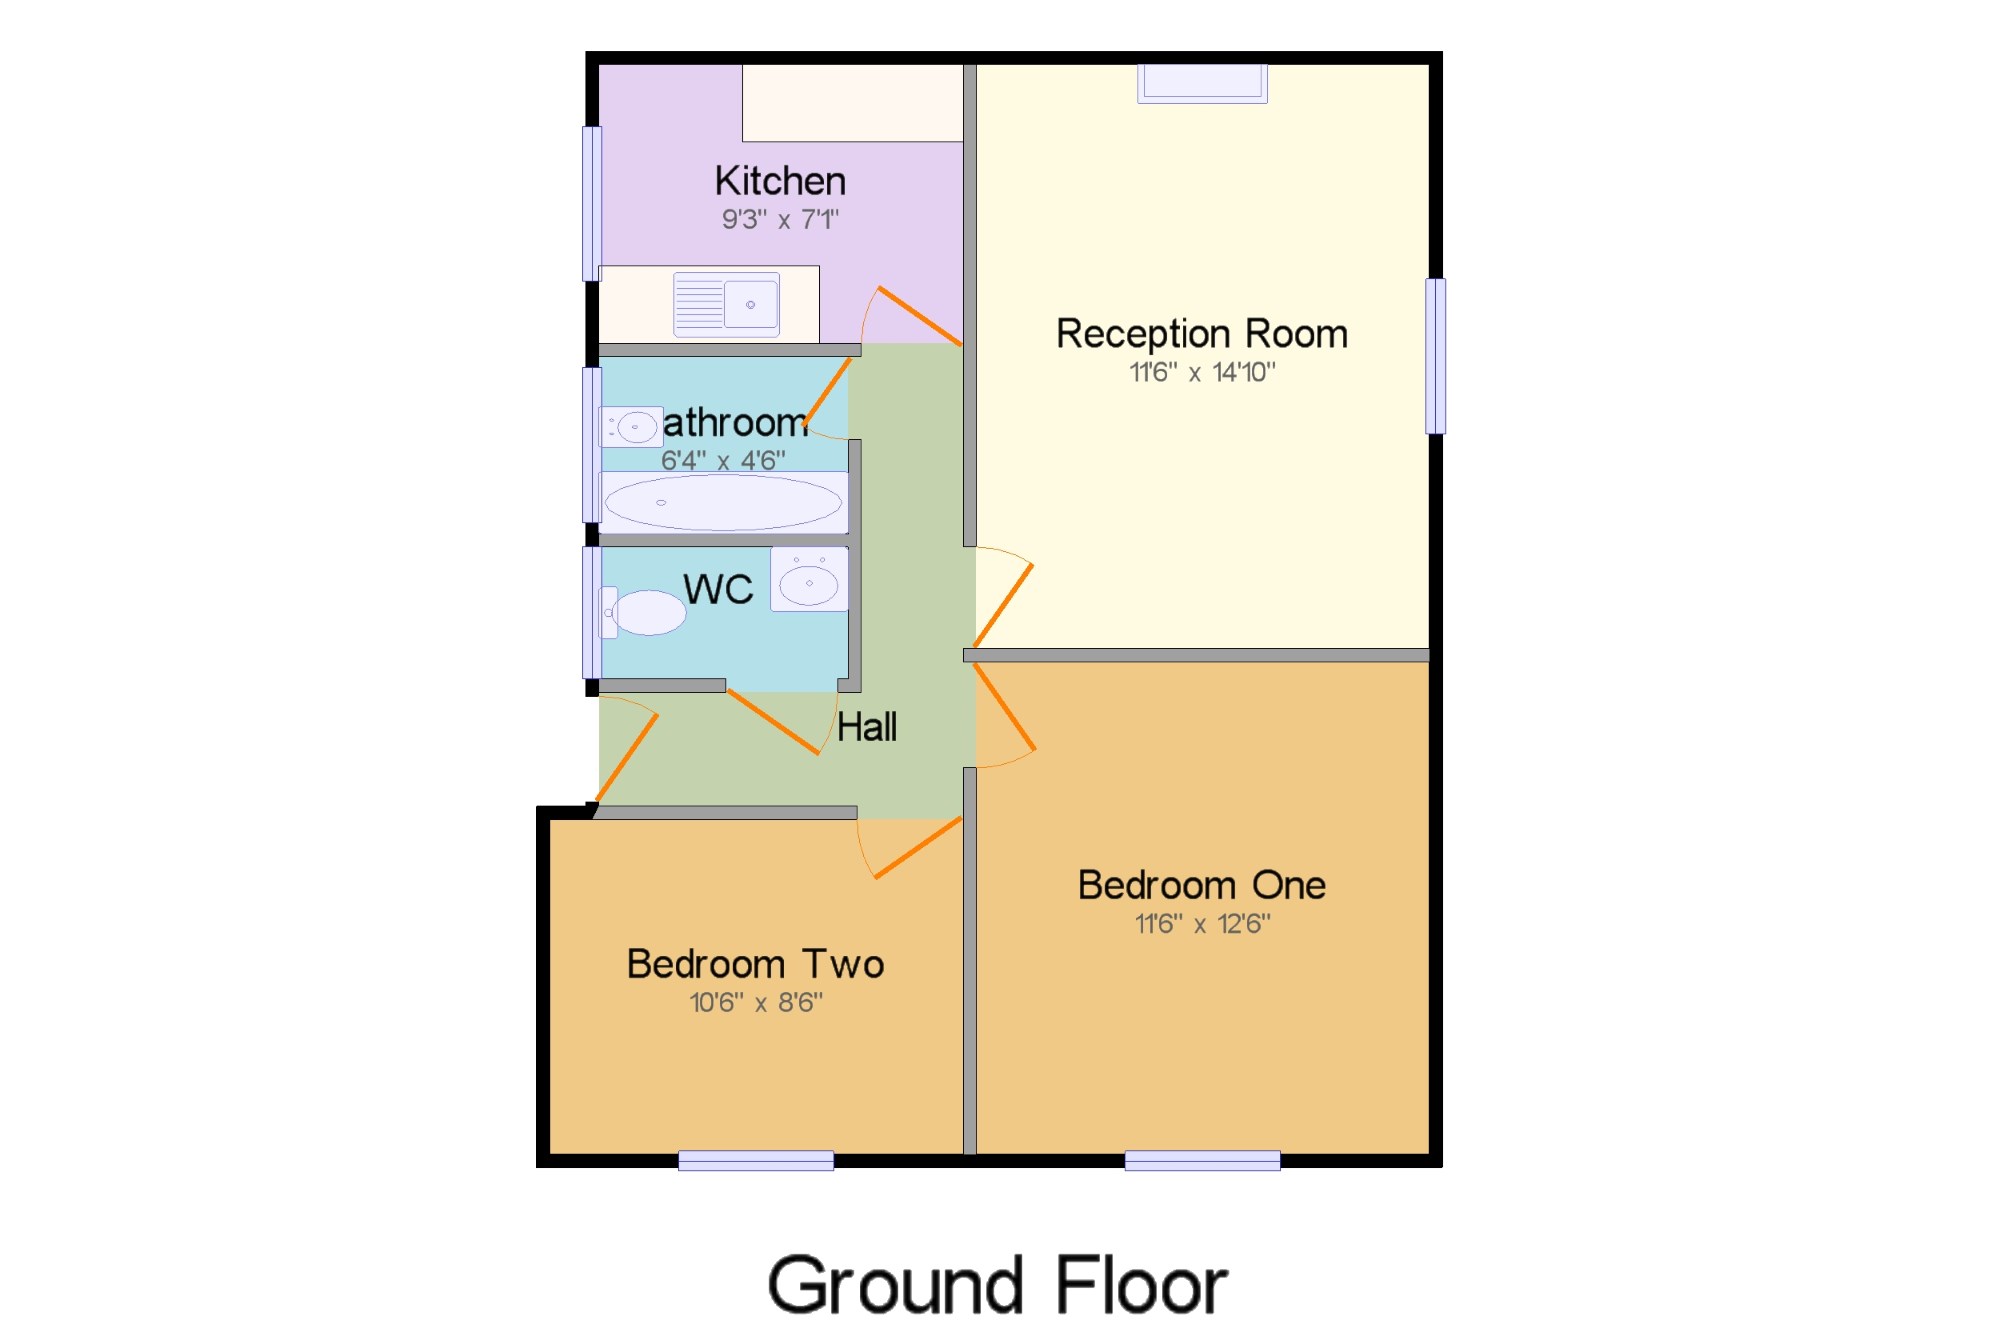 Kitchen
9'3" x 7'1"
Reception Room
11'6" x 14'10"
athroom
6'4" x 4'6"
WC
Hall
Bedroom One
11'6" x 12'6"
Bedroom Two
10'6" x 8'6"
Ground Floor